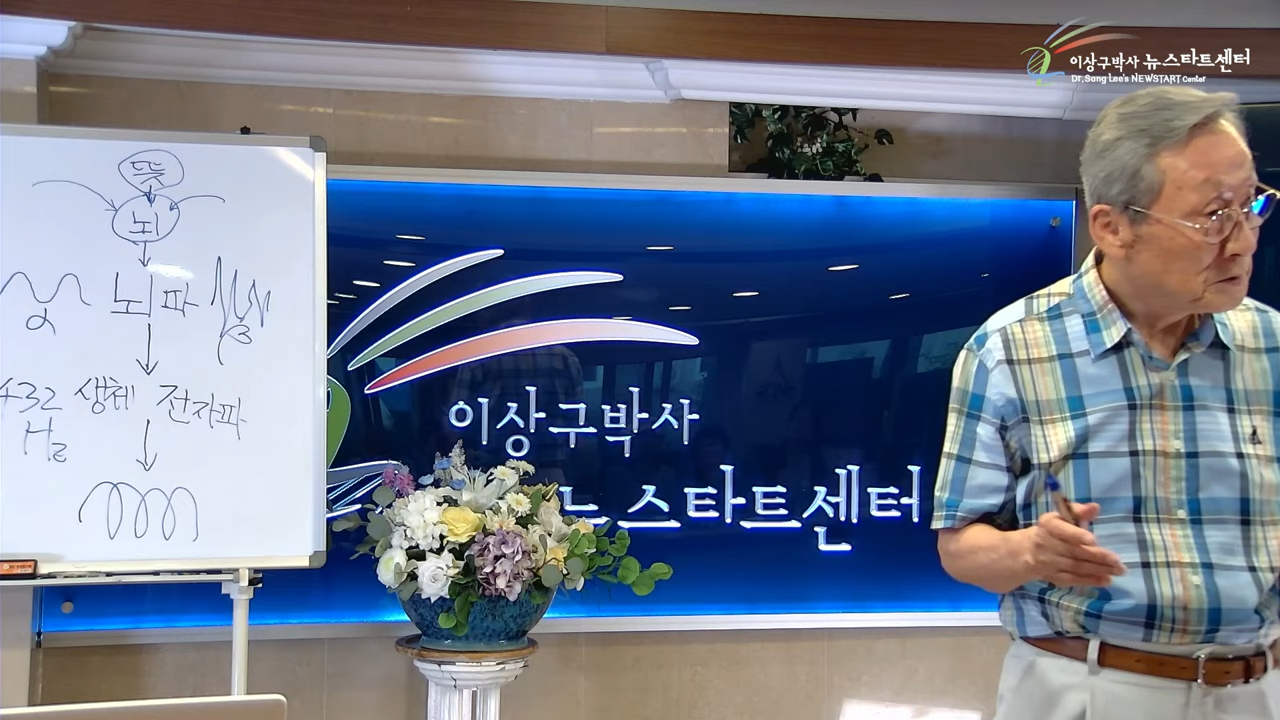 이상구박사 뉴스타트센터
Dr. Sang Lee's NEWSTART Center
뜻
뇌
α 뇌파 β
432 생체 전자파
Hz
이상구박사
뉴스타트센터